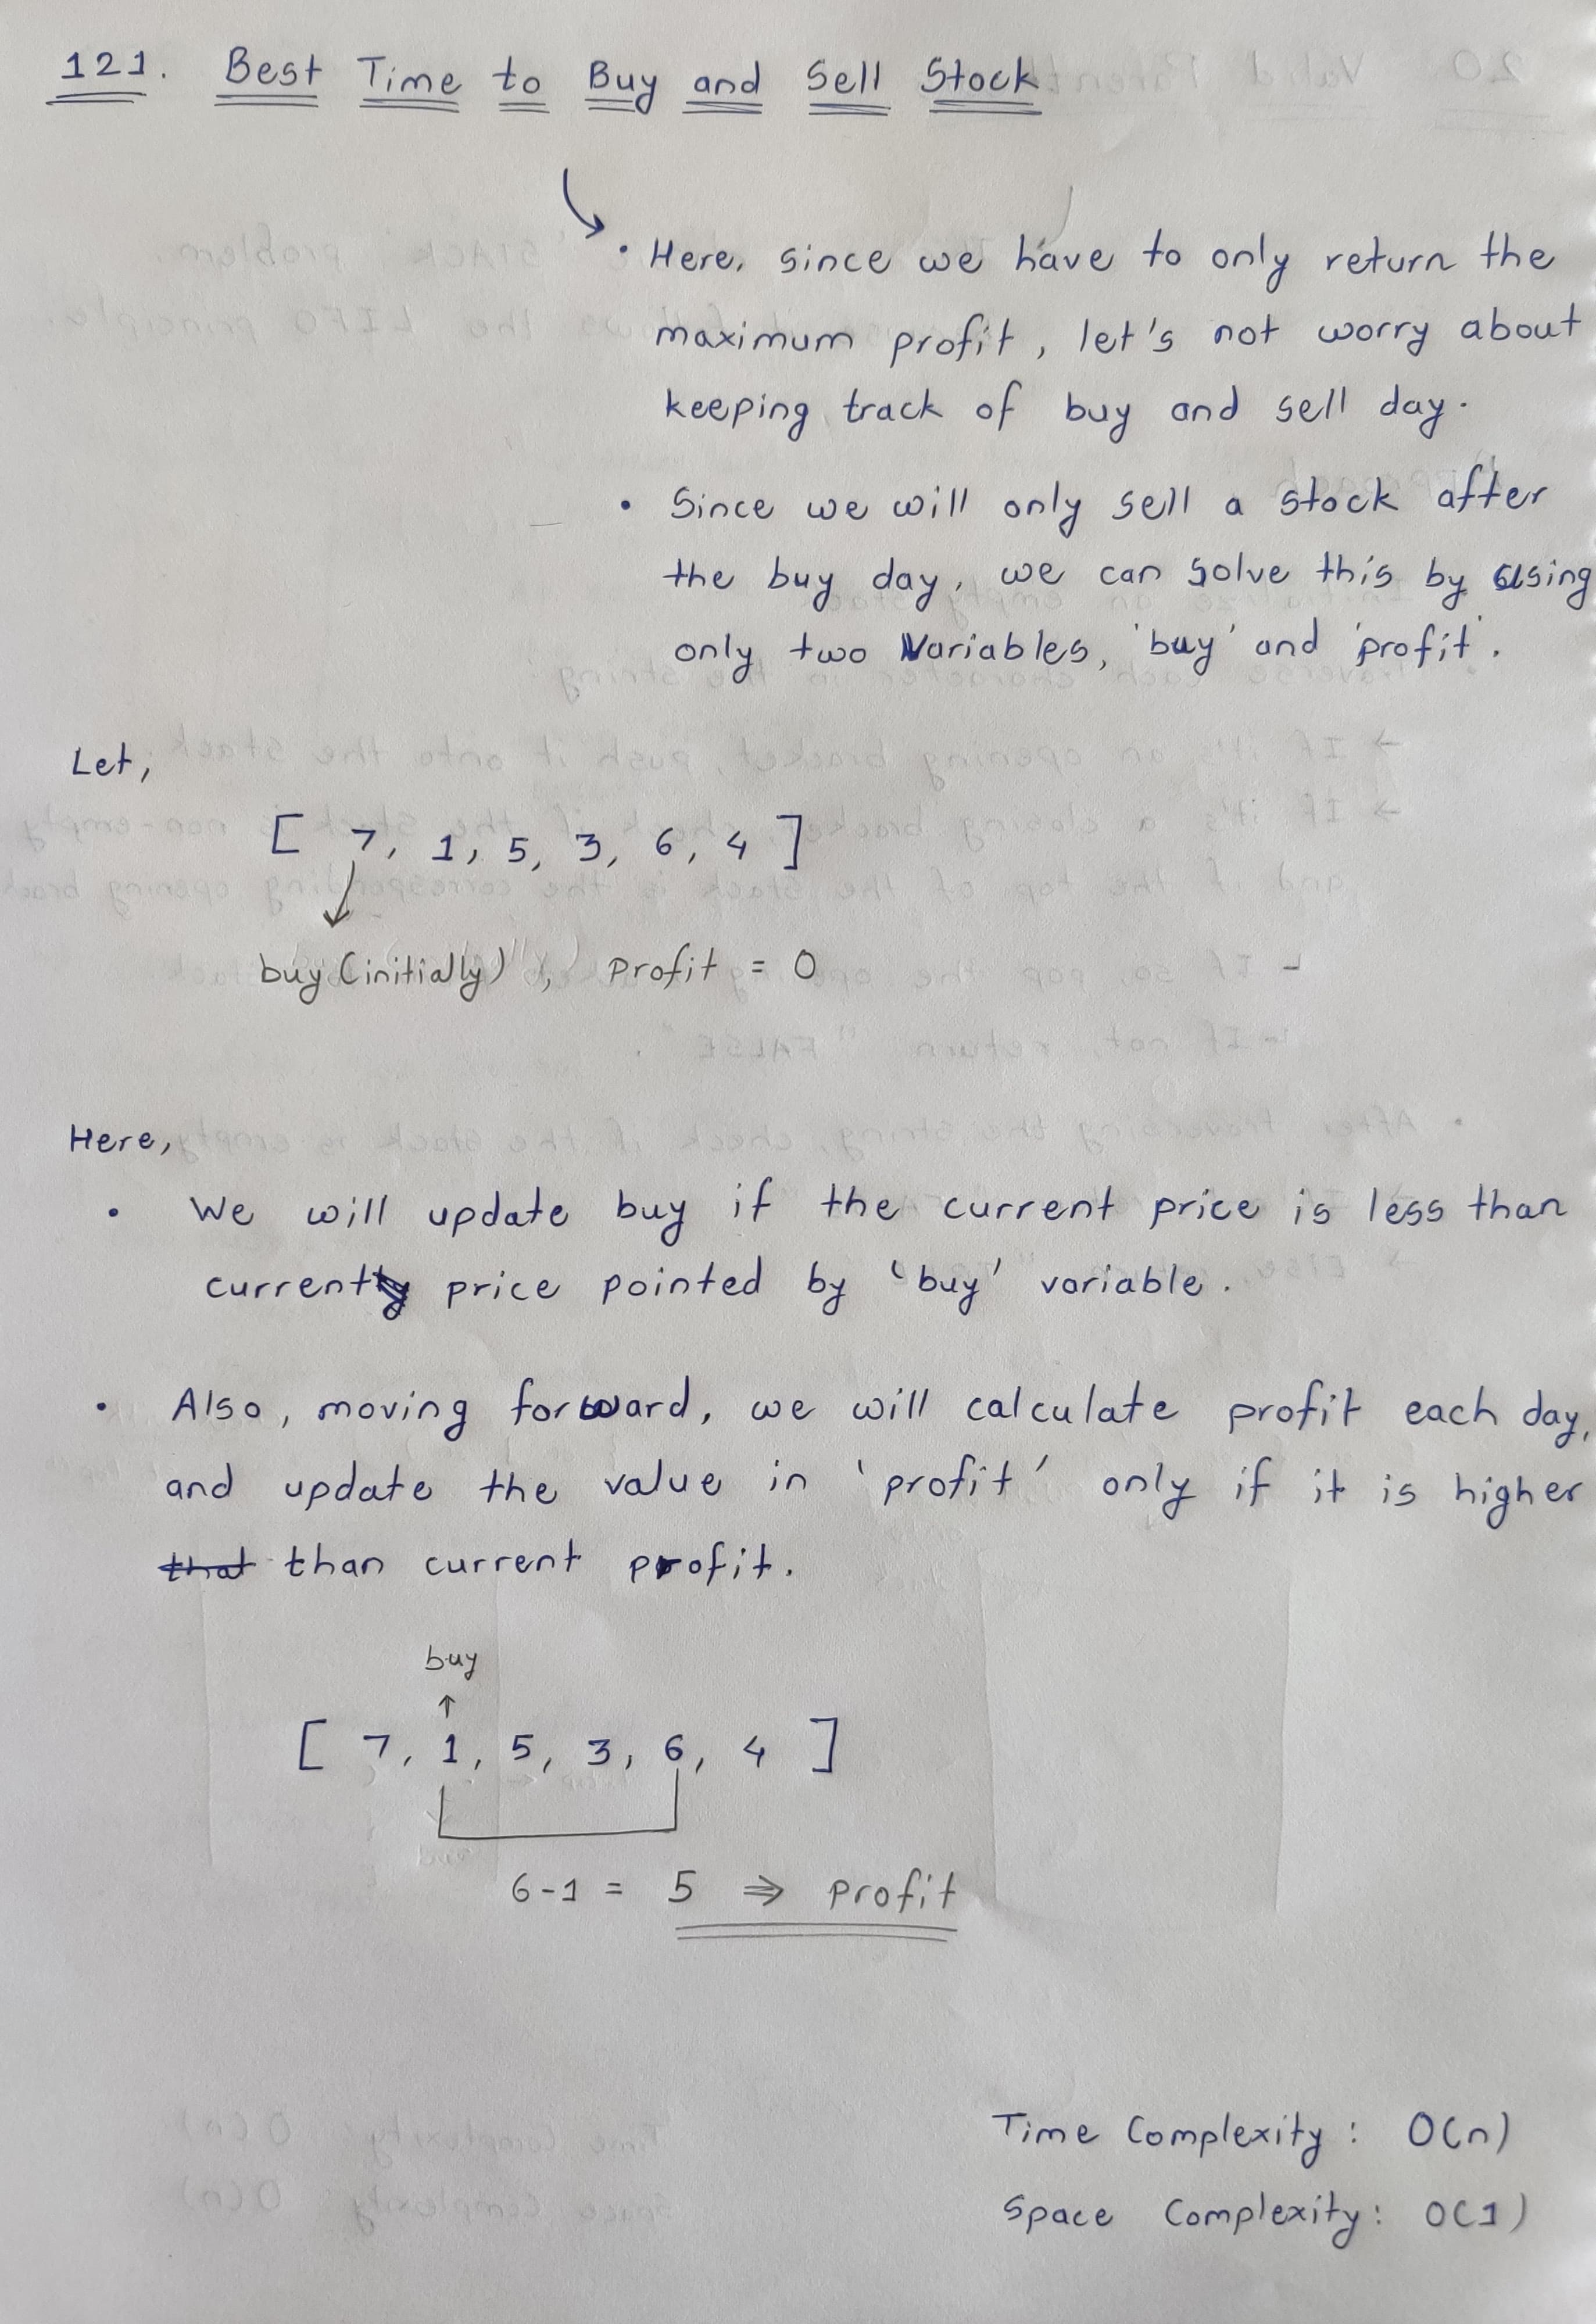 121. Best Time to Buy and Sell Stock
• Here, since we have to only return the
maximum profit, let's not worry about
keeping track of buy and sell day.
• Since we will only sell a stock after
the buy day, we can solve this by using
only two variables, 'buy' and 'profit'.
Let,
[ 7, 1, 5, 3, 6, 4 ]
buy (initially), Profit = 0
Here,
• We will update buy if the current price is less than
current price pointed by 'buy' variable.
• Also, moving forward, we will calculate profit each day,
and update the value in 'profit' only if it is higher
that than current profit.
buy
↑
[ 7, 1, 5, 3, 6, 4 ]
6-1 = 5 ⇒ Profit
Time Complexity: O(n)
Space Complexity: O(1)